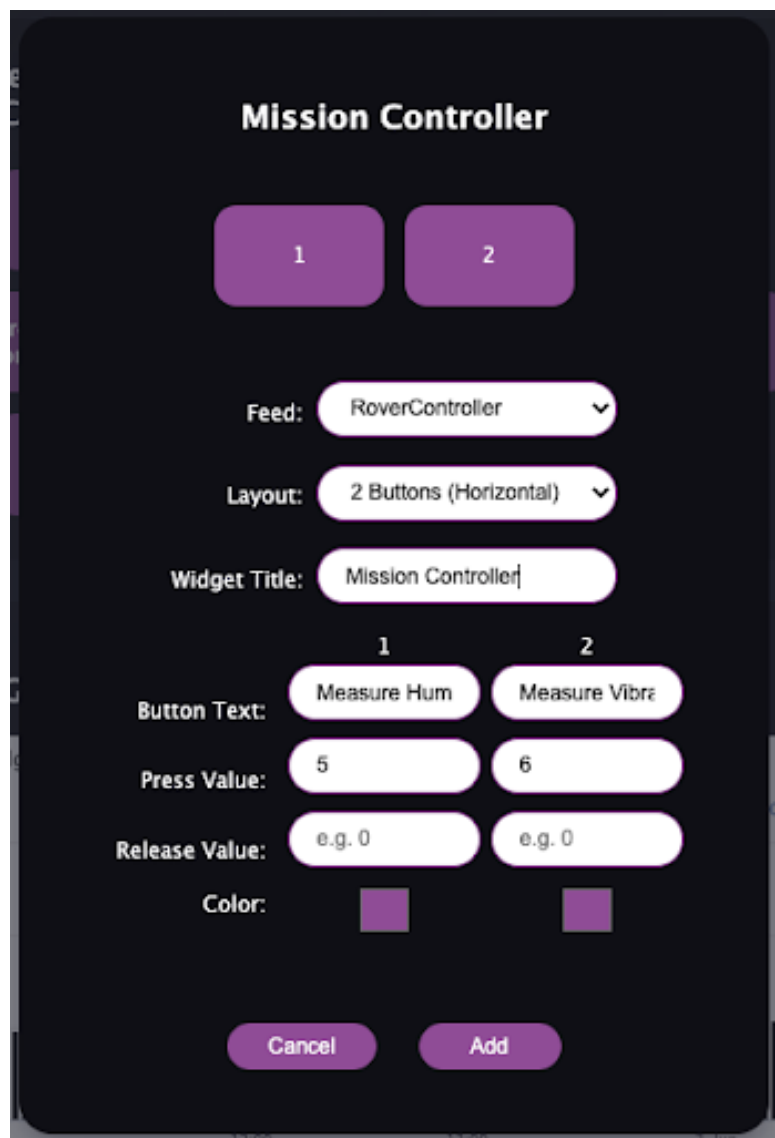 Mission Controller
1 2
Feed: RoverController
Layout: 2 Buttons (Horizontal)
Widget Title: Mission Controller
1 2
Button Text: Measure Hum Measure Vibra
Press Value: 5 6
Release Value: e.g. 0 e.g. 0
Color:
Cancel Add